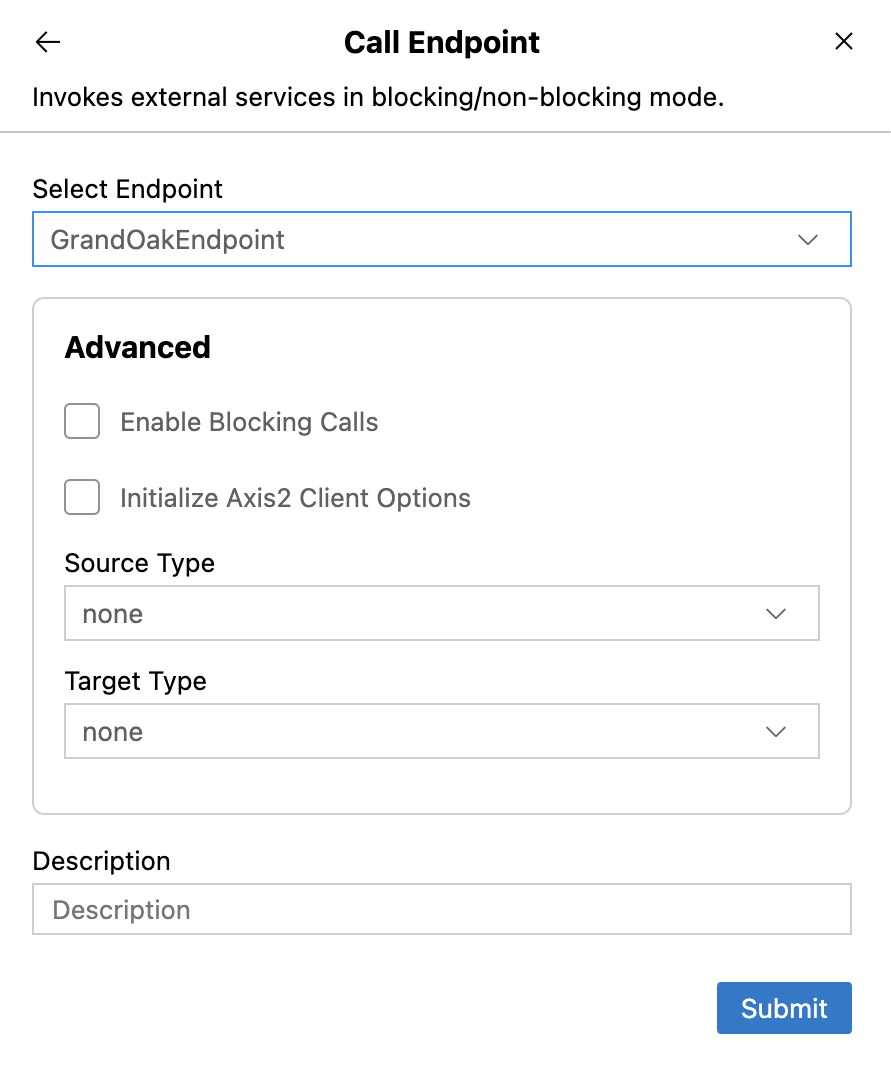 Call Endpoint
Invokes external services in blocking/non-blocking mode.
Select Endpoint
GrandOakEndpoint
Advanced
Enable Blocking Calls
Initialize Axis2 Client Options
Source Type
none
Target Type
none
Description
Description
Submit